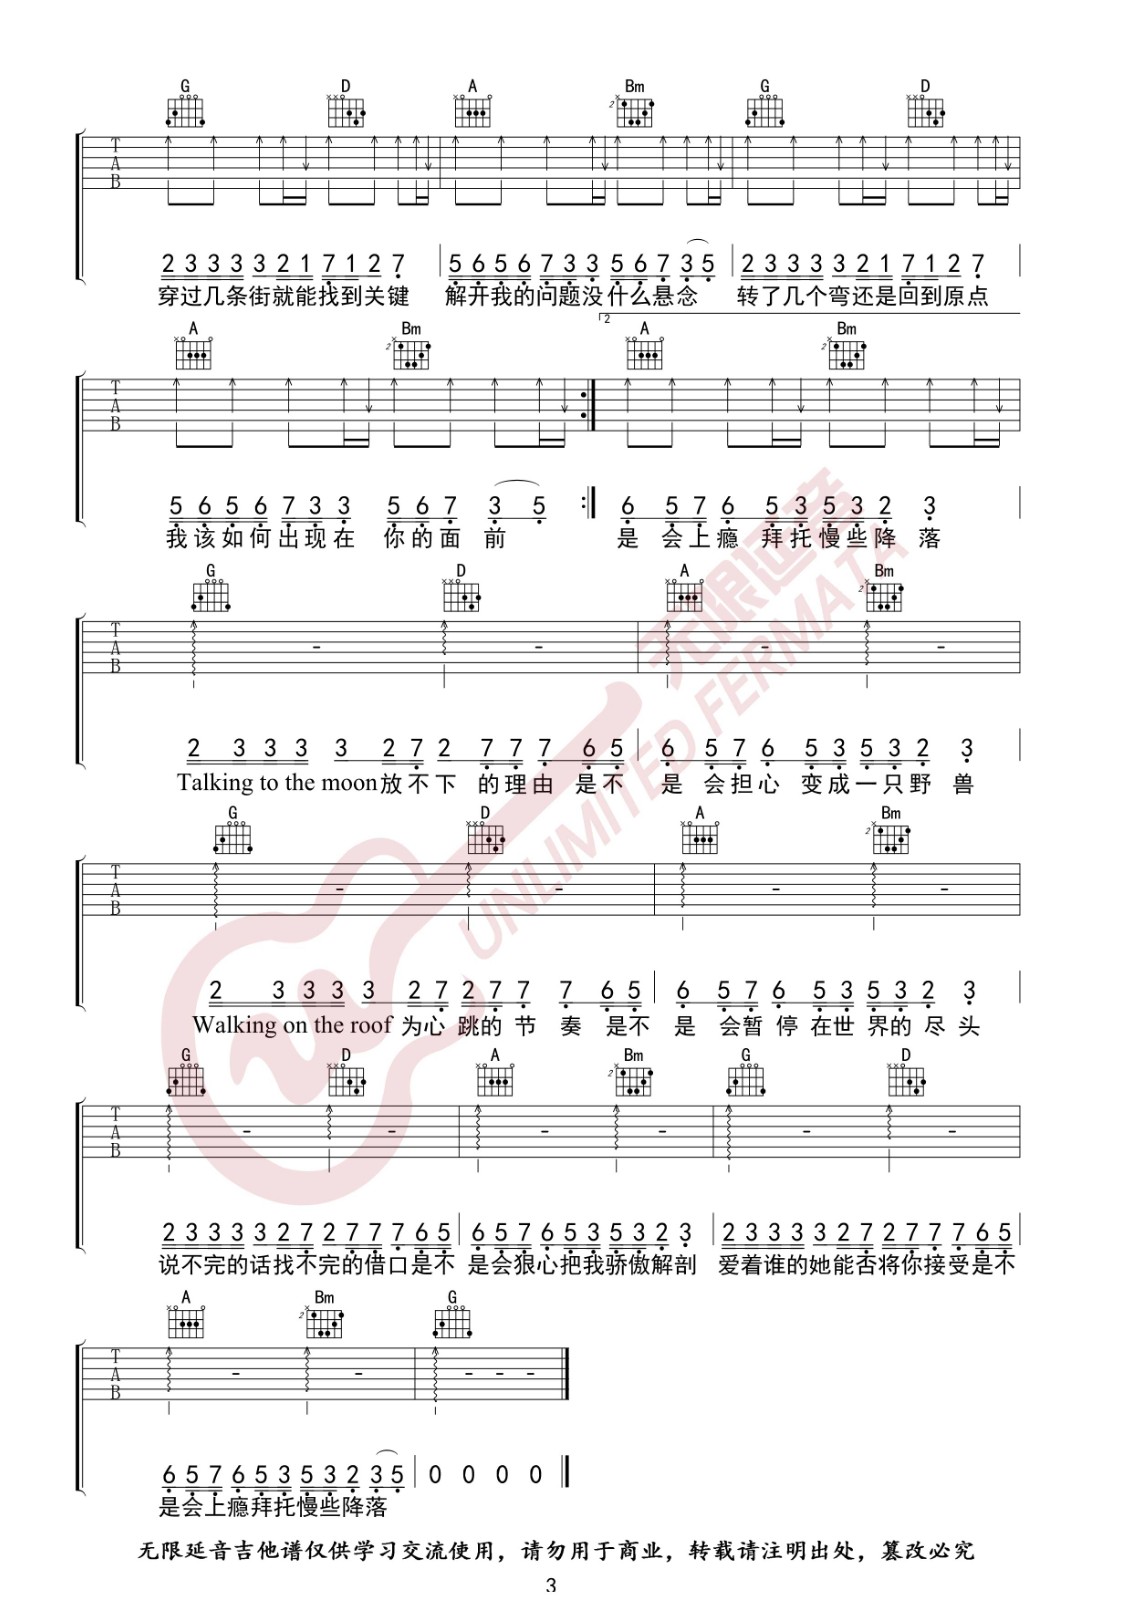 G D A Bm G D
T
A
B
2 3 3 3 3 2 1 7 1 2 7 5 6 5 6 7 3 3 5 6 7 3 5 2 3 3 3 3 2 1 7 1 2 7
穿过几条街就能找到关键 解开我的问题没什么悬念 转了几个弯还是回到原点
2
A Bm A Bm
T
A
B
5 6 5 6 7 3 3 5 6 7 3 5 6 5 7 6 5 3 5 3 2 3
我该如何出现在 你的面 前 是 会上瘾 拜托慢些降 落
G D A Bm
T
A
B
2 3 3 3 3 2 7 2 7 7 7 6 5 6 5 7 6 5 3 5 3 2 3
Talking to the moon放不下 的理由 是不 是 会担心 变成一只野 兽
G D A Bm
T
A
B
2 3 3 3 3 2 7 2 7 7 7 6 5 6 5 7 6 5 3 5 3 2 3
Walking on the roof 为心 跳的 节 奏 是不 是 会暂 停 在世 界的 尽 头
G D A Bm G D
T
A
B
2 3 3 3 3 2 7 2 7 7 7 6 5 6 5 7 6 5 3 5 3 2 3 2 3 3 3 3 2 7 2 7 7 7 6 5
说不完的话找不完的借口是不 是会狠心把我骄傲解剖 爱着谁的她能否将你接受是不
A Bm G
T
A
B
6 5 7 6 5 3 5 3 2 3 5 0 0 0 0
是会上瘾拜托慢些降落
无限延音
UNLIMITED FERMATA
无限延音吉他谱仅供学习交流使用，请勿用于商业，转载请注明出处，篡改必究
3